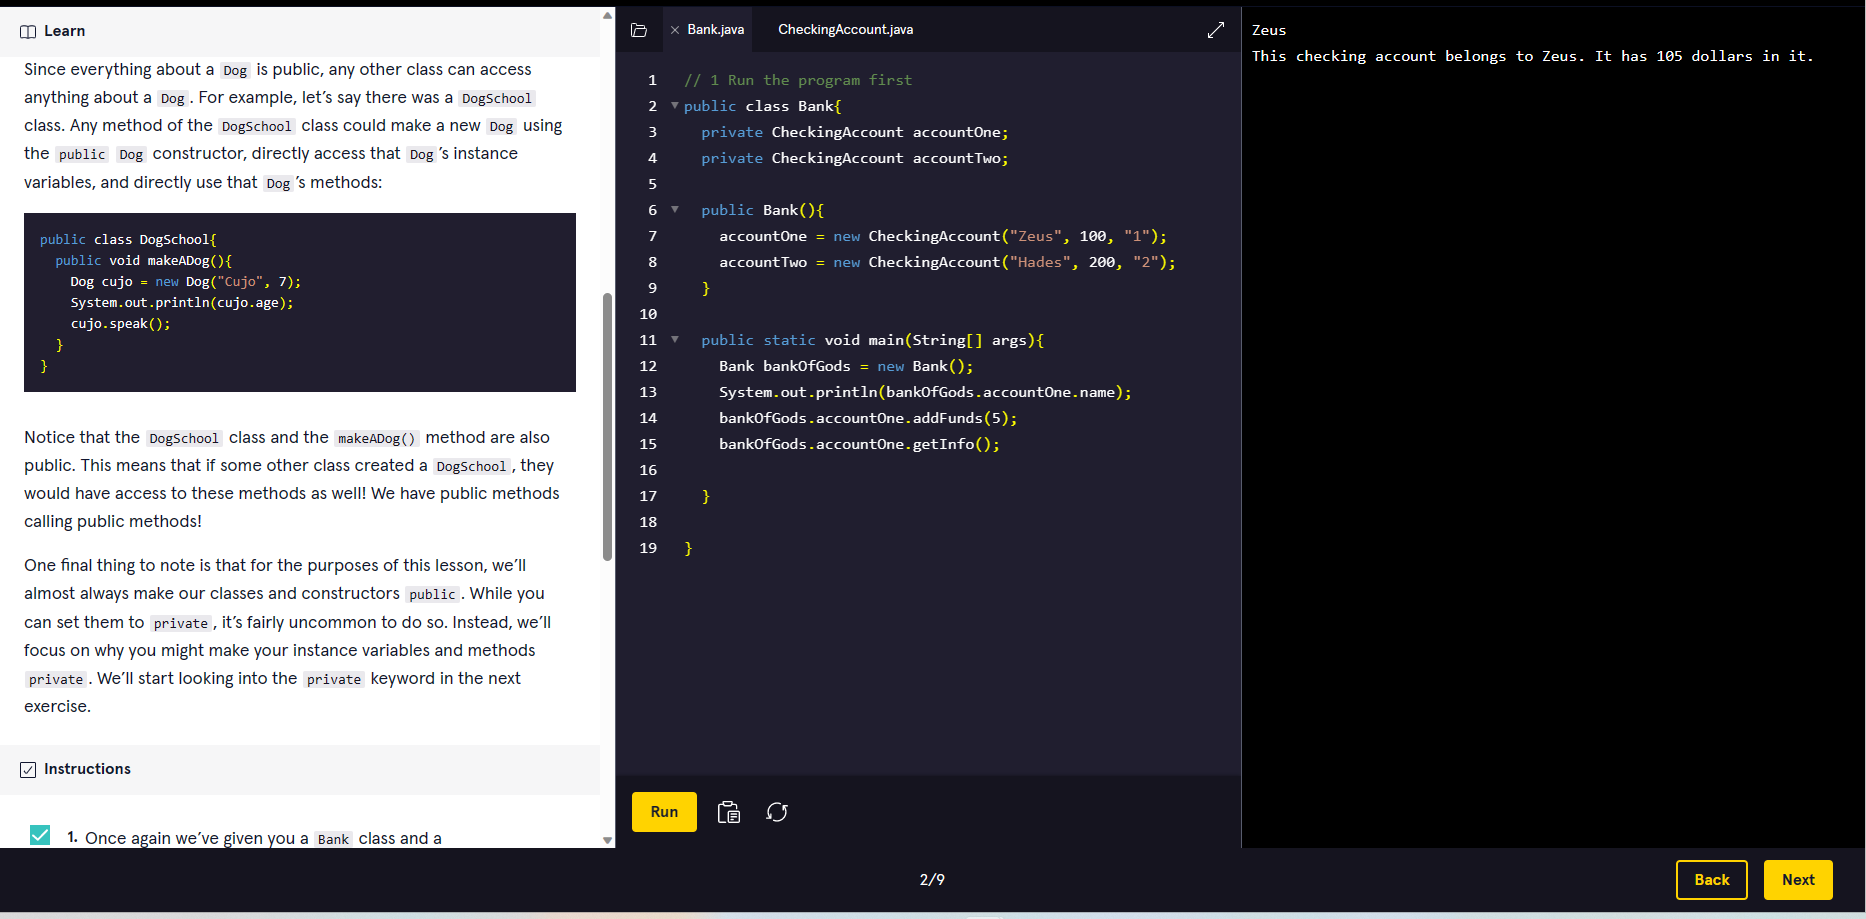 Learn
Since everything about a Dog is public, any other class can access
anything about a Dog. For example, let's say there was a DogSchool
class. Any method of the DogSchool class could make a new Dog using
the public Dog constructor, directly access that Dog's instance
variables, and directly use that Dog's methods:
public class DogSchool{
public void makeADog(){
Dog cujo = new Dog("Cujo", 7);
System.out.println(cujo.age);
cujo.speak();
}
}
Notice that the DogSchool class and the makeADog() method are also
public. This means that if some other class created a DogSchool, they
would have access to these methods as well! We have public methods
calling public methods!
One final thing to note is that for the purposes of this lesson, we'll
almost always make our classes and constructors public. While you
can set them to private, it's fairly uncommon to do so. Instead, we'll
focus on why you might make your instance variables and methods
private. We'll start looking into the private keyword in the next
exercise.
Instructions
1. Once again we've given you a Bank class and a
Bank.java CheckingAccount.java
1 // 1 Run the program first
2 public class Bank{
3 private CheckingAccount accountOne;
4 private CheckingAccount accountTwo;
5
6 public Bank(){
7 accountOne = new CheckingAccount("Zeus", 100, "1");
8 accountTwo = new CheckingAccount("Hades", 200, "2");
9 }
10
11 public static void main(String[] args){
12 Bank bankOfGods = new Bank();
13 System.out.println(bankOfGods.accountOne.name);
14 bankOfGods.accountOne.addFunds(5);
15 bankOfGods.accountOne.getInfo();
16
17 }
18
19 }
Run
Zeus
This checking account belongs to Zeus. It has 105 dollars in it.
2/9
Back
Next